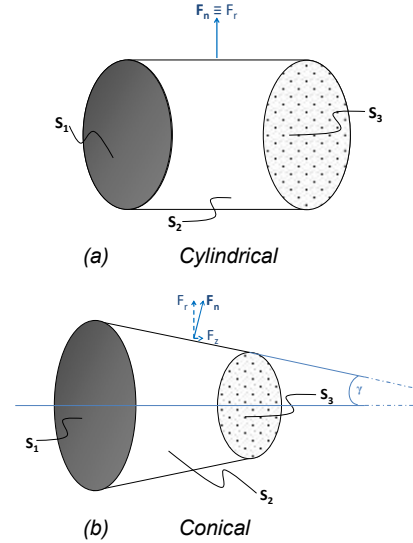 Fn ≡ Fr
S1
S3
S2
(a) Cylindrical
Fr Fn
Fz
γ
S3
S1
S2
(b) Conical